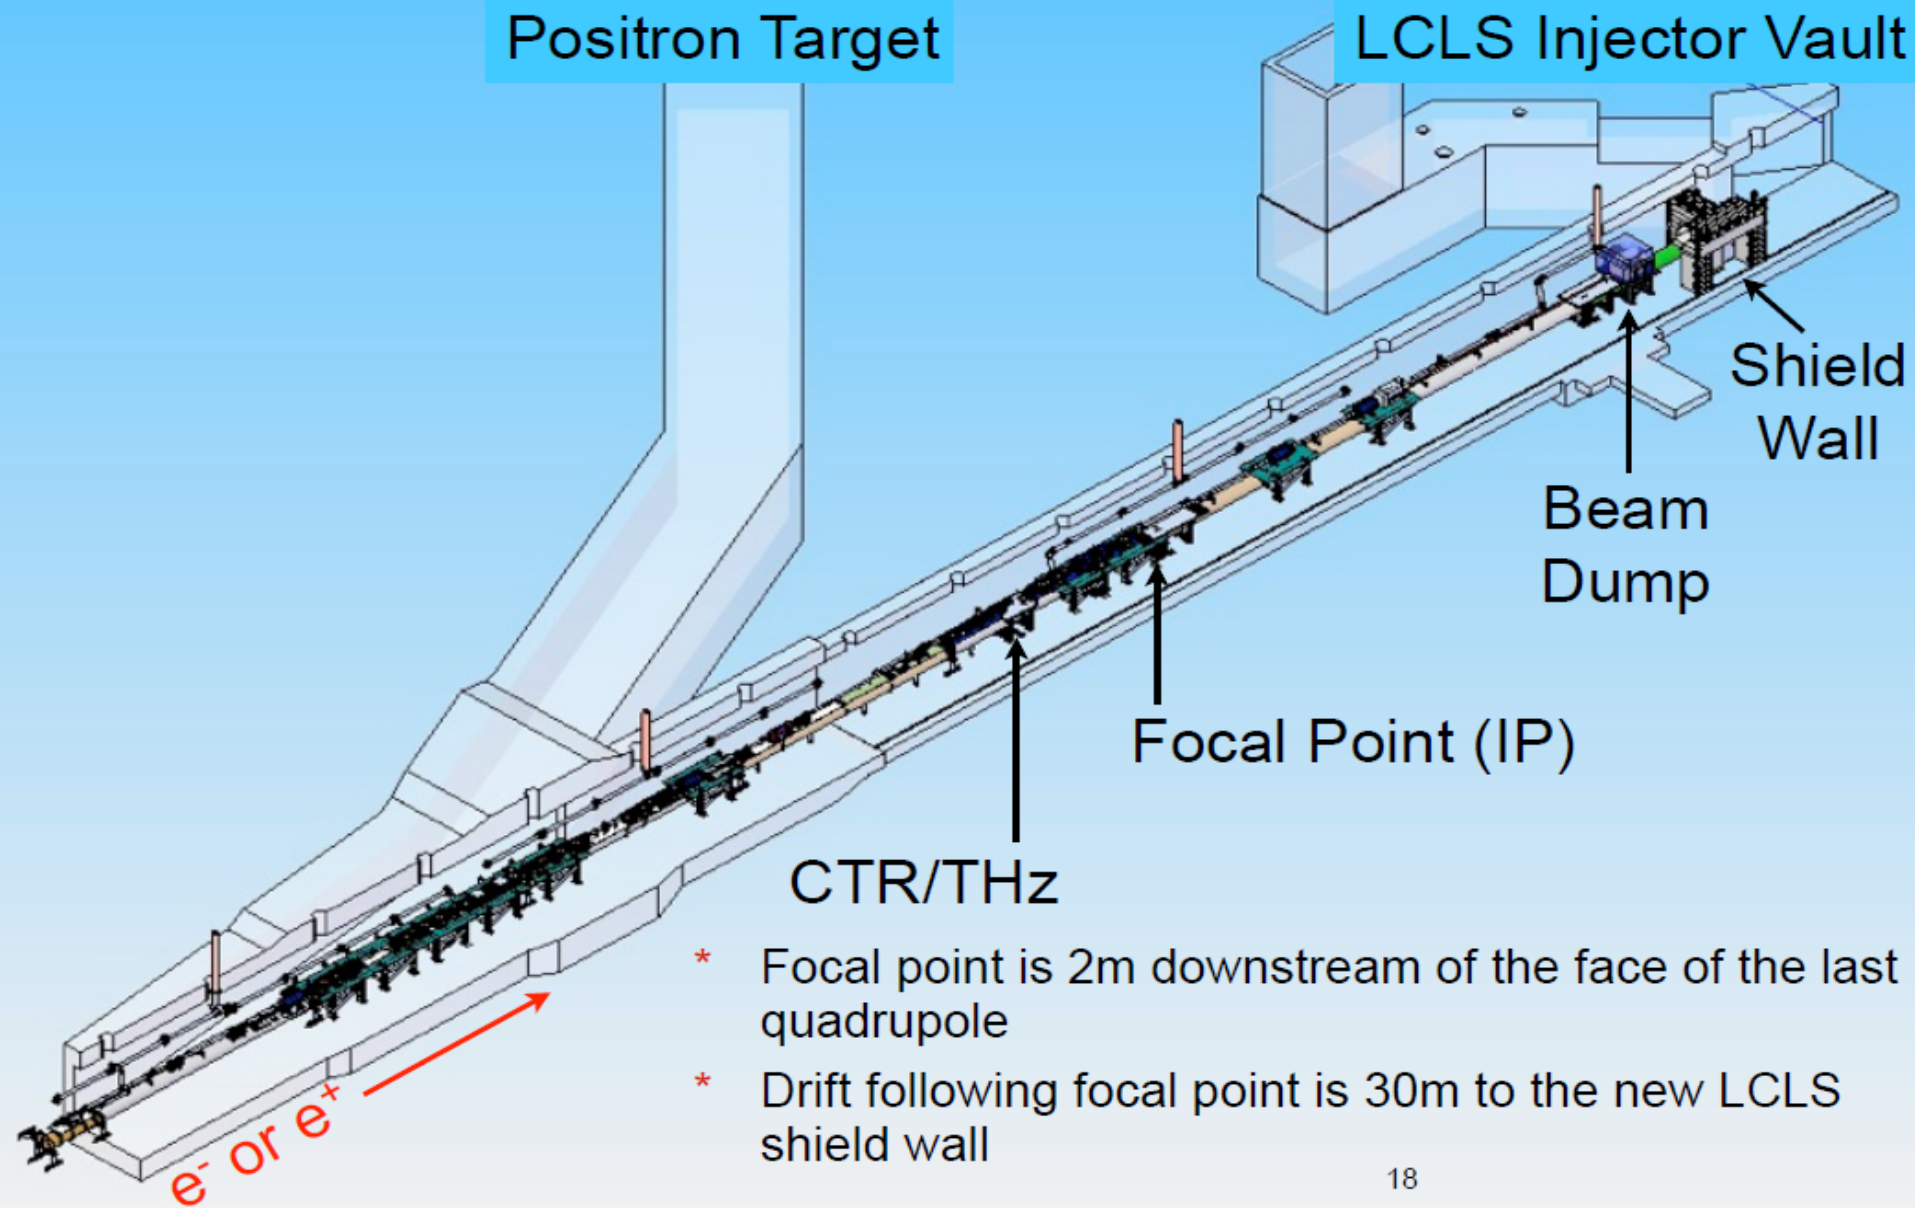 Positron Target
LCLS Injector Vault
Shield
Wall
Beam
Dump
Focal Point (IP)
CTR/THz
e- or e+
* Focal point is 2m downstream of the face of the last
quadrupole
* Drift following focal point is 30m to the new LCLS
shield wall
18